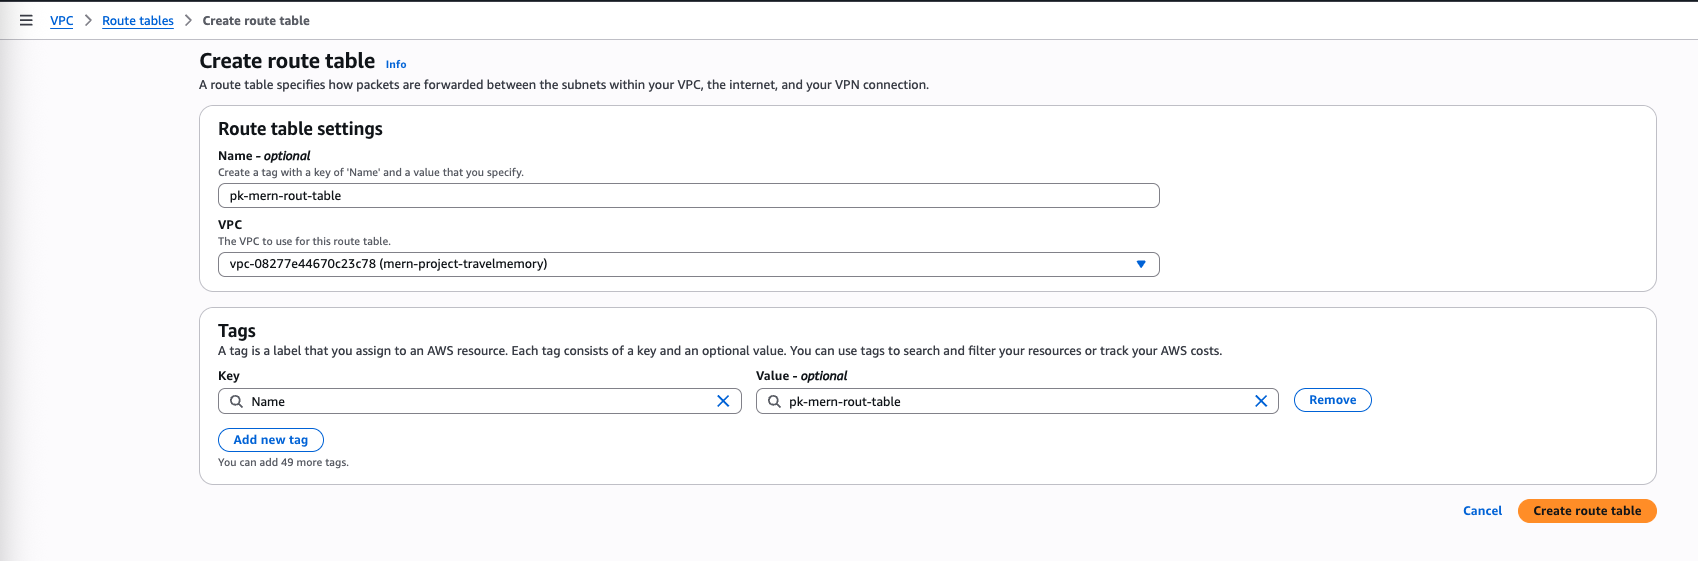 VPC > Route tables > Create route table
Create route table Info
A route table specifies how packets are forwarded between the subnets within your VPC, the internet, and your VPN connection.
Route table settings
Name - optional
Create a tag with a key of 'Name' and a value that you specify.
pk-mern-rout-table
VPC
The VPC to use for this route table.
vpc-08277e44670c23c78 (mern-project-travelmemory)
Tags
A tag is a label that you assign to an AWS resource. Each tag consists of a key and an optional value. You can use tags to search and filter your resources or track your AWS costs.
Key Value - optional
Name pk-mern-rout-table Remove
Add new tag
You can add 49 more tags.
Cancel Create route table